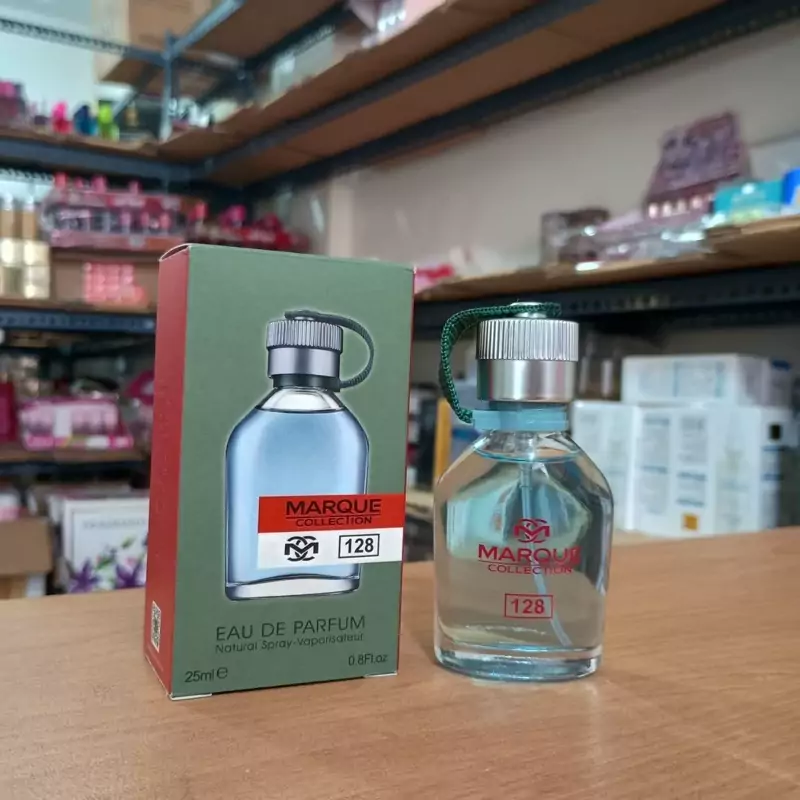 MARQUE
COLLECTION
128
EAU DE PARFUM
Natural Spray-Vaporisateur
25ml e
0.8Fl.oz
MARQUE
COLLECTION
128